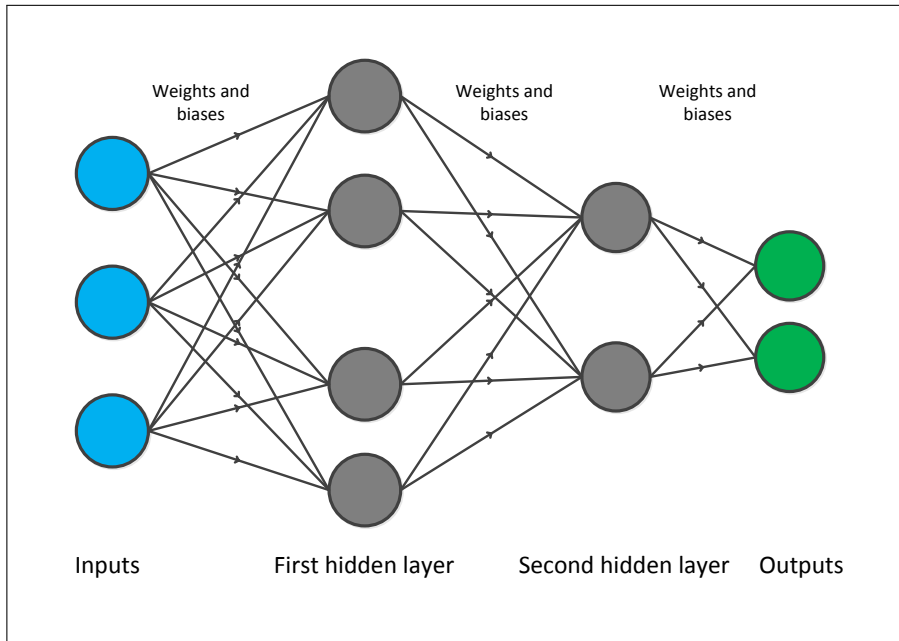 Weights and
biases
Weights and
biases
Weights and
biases
Inputs
First hidden layer
Second hidden layer
Outputs